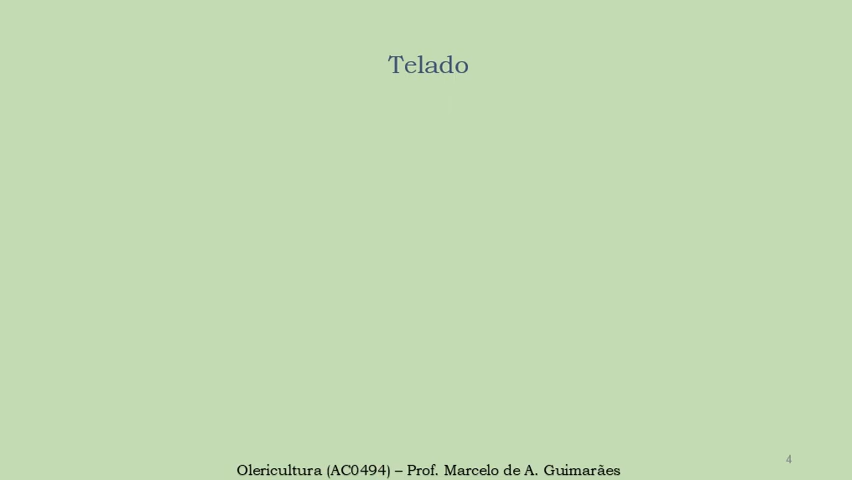 Telado
4
Olericultura (AC0494) – Prof. Marcelo de A. Guimarães